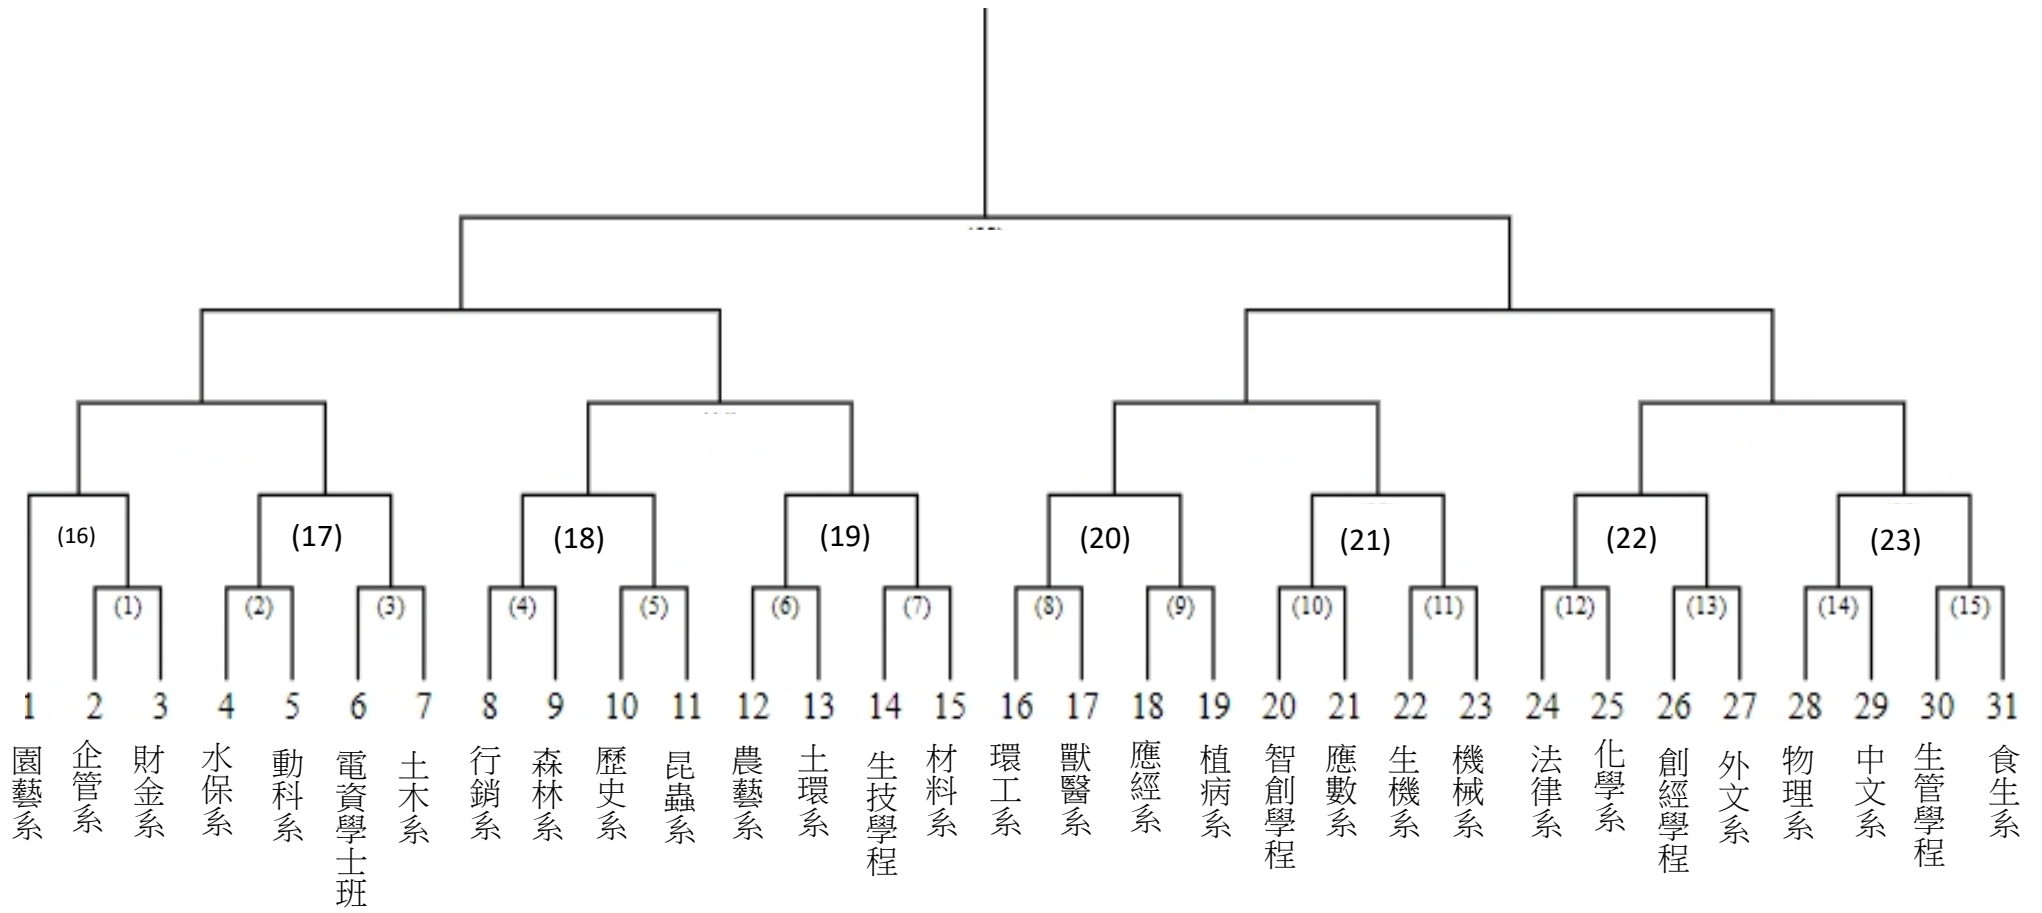 (16) (17) (18) (19) (20) (21) (22) (23)
(1) (2) (3) (4) (5) (6) (7) (8) (9) (10) (11) (12) (13) (14) (15)
1 2 3 4 5 6 7 8 9 10 11 12 13 14 15 16 17 18 19 20 21 22 23 24 25 26 27 28 29 30 31
園藝系
企管系
財金系
水保系
動科系
電資學士班
土木系
行銷系
森林系
歷史系
昆蟲系
農藝系
土環系
生技學程
材料系
環工系
獸醫系
應經系
植病系
智創學程
應數系
生機系
機械系
法律系
化學系
創經學程
外文系
物理系
中文系
生管學程
食生系